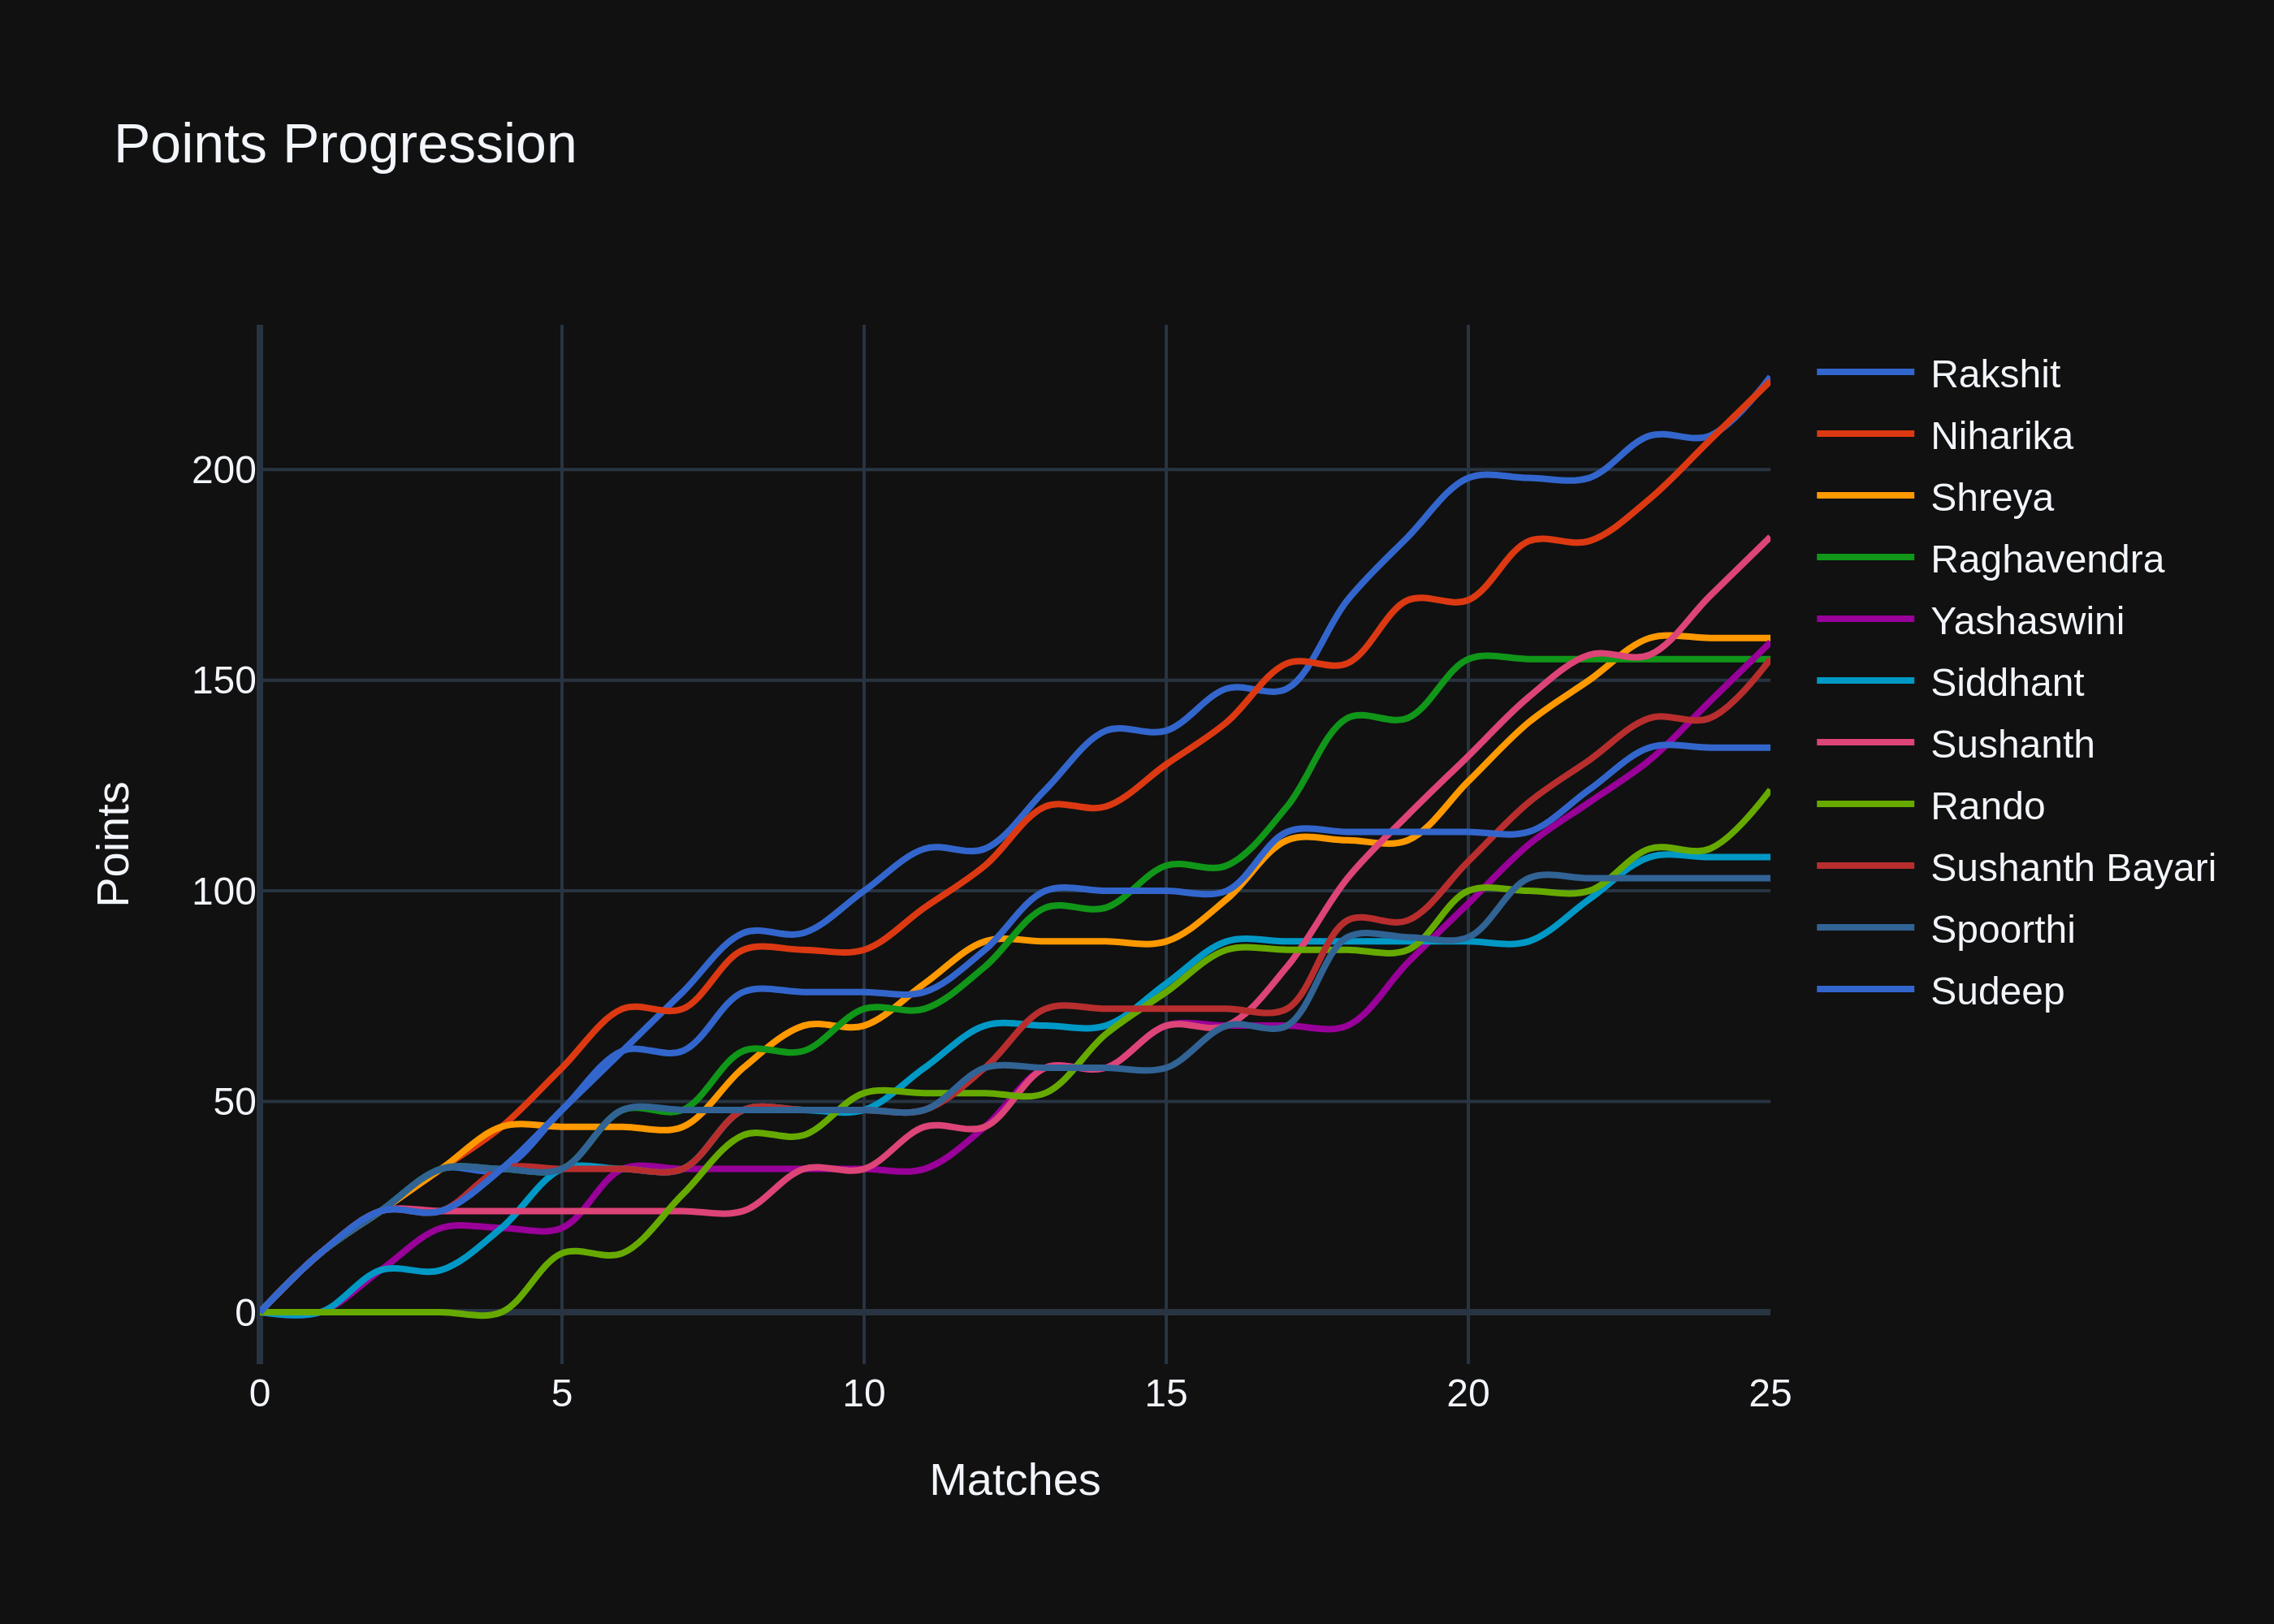 Points Progression
Points
200
150
100
50
0
0
5
10
15
20
25
Matches
Rakshit
Niharika
Shreya
Raghavendra
Yashaswini
Siddhant
Sushanth
Rando
Sushanth Bayari
Spoorthi
Sudeep